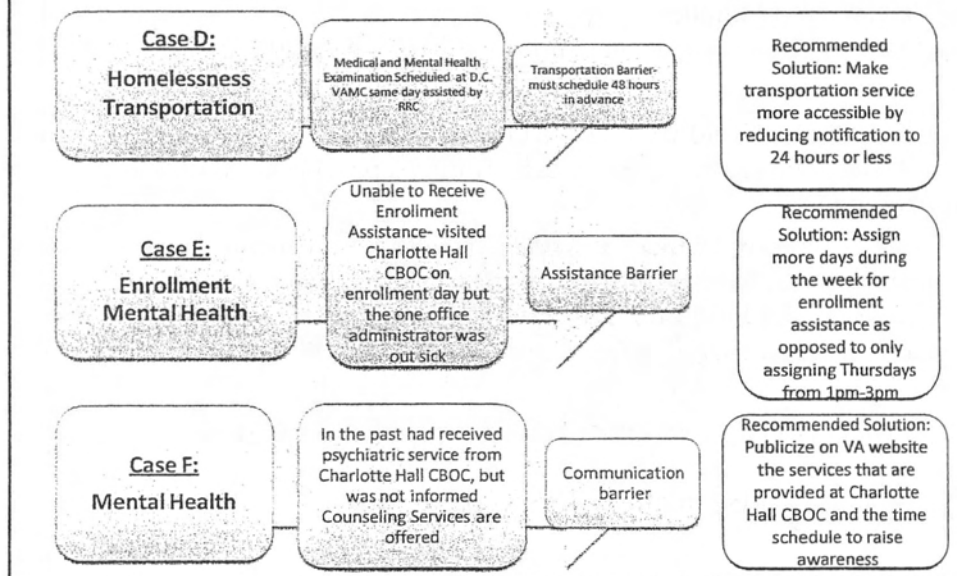 Case D:
Homelessness
Transportation
Medical and Mental Health
Examination Scheduled at D.C.
VAMC same day assisted by
RRC
Transportation Barrier-
must schedule 48 hours
in advance
Recommended
Solution: Make
transportation service
more accessible by
reducing notification to
24 hours or less
Case E:
Enrollment
Mental Health
Unable to Receive
Enrollment
Assistance- visited
Charlotte Hall
CBOC on
enrollment day but
the one office
administrator was
out sick
Assistance Barrier
Recommended
Solution: Assign
more days during
the week for
enrollment
assistance as
opposed to only
assigning Thursdays
from 1pm-3pm
Case F:
Mental Health
In the past had received
psychiatric service from
Charlotte Hall CBOC, but
was not informed
Counseling Services are
offered
Communication
barrier
Recommended Solution:
Publicize on VA website
the services that are
provided at Charlotte
Hall CBOC and the time
schedule to raise
awareness